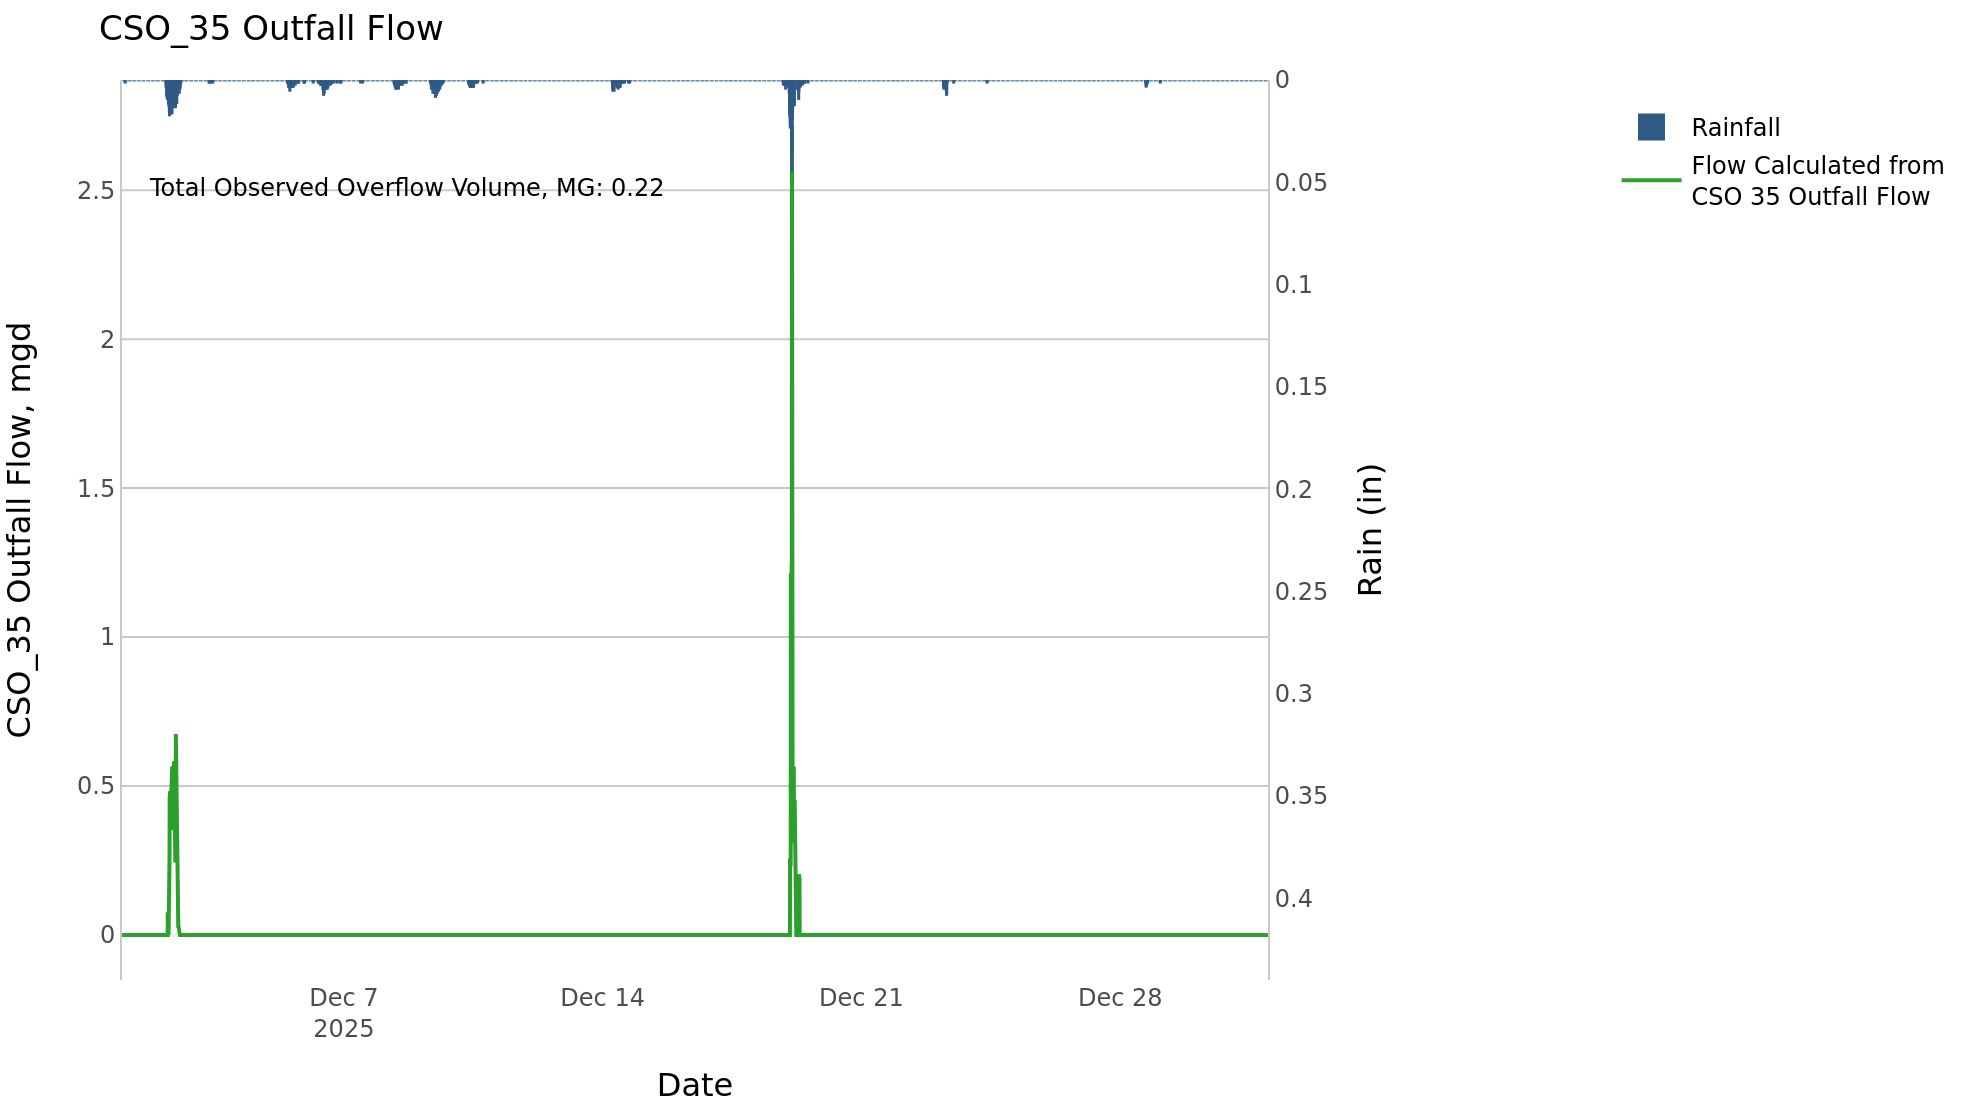 CSO_35 Outfall Flow
Total Observed Overflow Volume, MG: 0.22
CSO_35 Outfall Flow, mgd
2.5
2
1.5
1
0.5
0
0
0.05
0.1
0.15
0.2
0.25
0.3
0.35
0.4
Rain (in)
Dec 7
2025
Dec 14
Dec 21
Dec 28
Date
Rainfall
Flow Calculated from
CSO 35 Outfall Flow